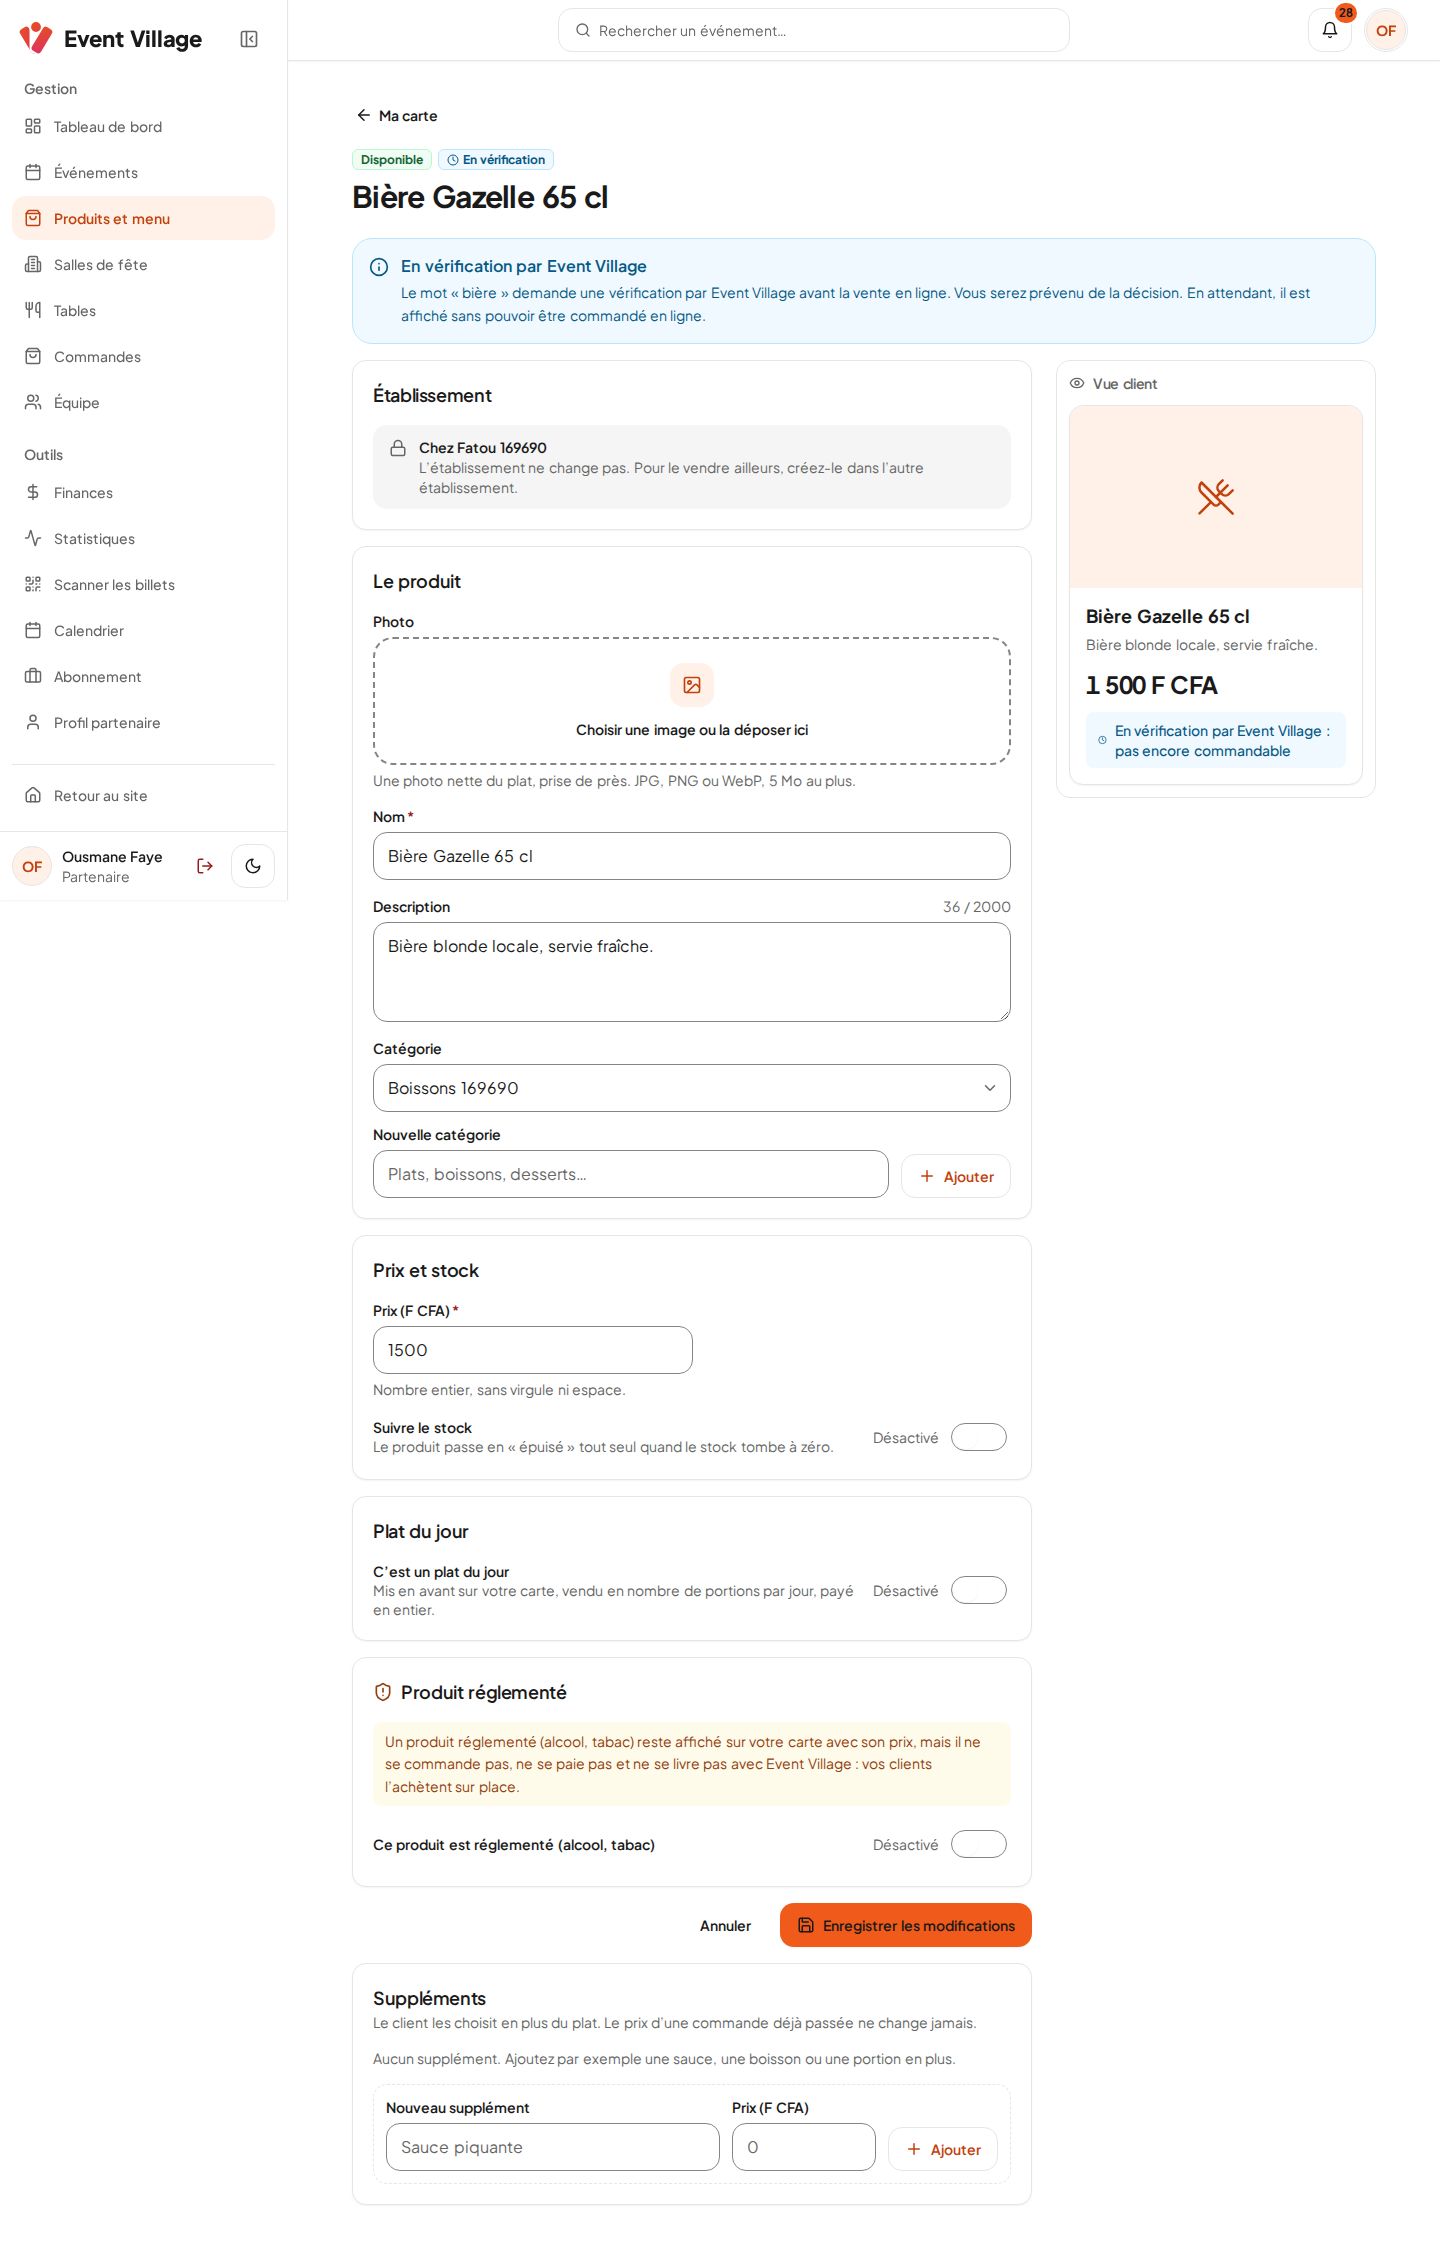 Event Village
Gestion
Tableau de bord
Événements
Produits et menu
Salles de fête
Tables
Commandes
Équipe
Outils
Finances
Statistiques
Scanner les billets
Calendrier
Abonnement
Profil partenaire
Retour au site
OF
Ousmane Faye
Partenaire
Rechercher un événement...
28
OF
Ma carte
Disponible
En vérification
Bière Gazelle 65 cl
En vérification par Event Village
Le mot « bière » demande une vérification par Event Village avant la vente en ligne. Vous serez prévenu de la décision. En attendant, il est
affiché sans pouvoir être commandé en ligne.
Établissement
Chez Fatou 169690
L’établissement ne change pas. Pour le vendre ailleurs, créez-le dans l’autre
établissement.
Le produit
Photo
Choisir une image ou la déposer ici
Une photo nette du plat, prise de près. JPG, PNG ou WebP, 5 Mo au plus.
Nom *
Bière Gazelle 65 cl
Description
36 / 2000
Bière blonde locale, servie fraîche.
Catégorie
Boissons 169690
Nouvelle catégorie
Plats, boissons, desserts...
Ajouter
Prix et stock
Prix (F CFA) *
1500
Nombre entier, sans virgule ni espace.
Suivre le stock
Le produit passe en « épuisé » tout seul quand le stock tombe à zéro.
Désactivé
Plat du jour
C’est un plat du jour
Mis en avant sur votre carte, vendu en nombre de portions par jour, payé
en entier.
Désactivé
Produit réglementé
Un produit réglementé (alcool, tabac) reste affiché sur votre carte avec son prix, mais il ne
se commande pas, ne se paie pas et ne se livre pas avec Event Village : vos clients
l’achètent sur place.
Ce produit est réglementé (alcool, tabac)
Désactivé
Annuler
Enregistrer les modifications
Suppléments
Le client les choisit en plus du plat. Le prix d’une commande déjà passée ne change jamais.
Aucun supplément. Ajoutez par exemple une sauce, une boisson ou une portion en plus.
Nouveau supplément
Sauce piquante
Prix (F CFA)
0
Ajouter
Vue client
Bière Gazelle 65 cl
Bière blonde locale, servie fraîche.
1 500 F CFA
En vérification par Event Village :
pas encore commandable